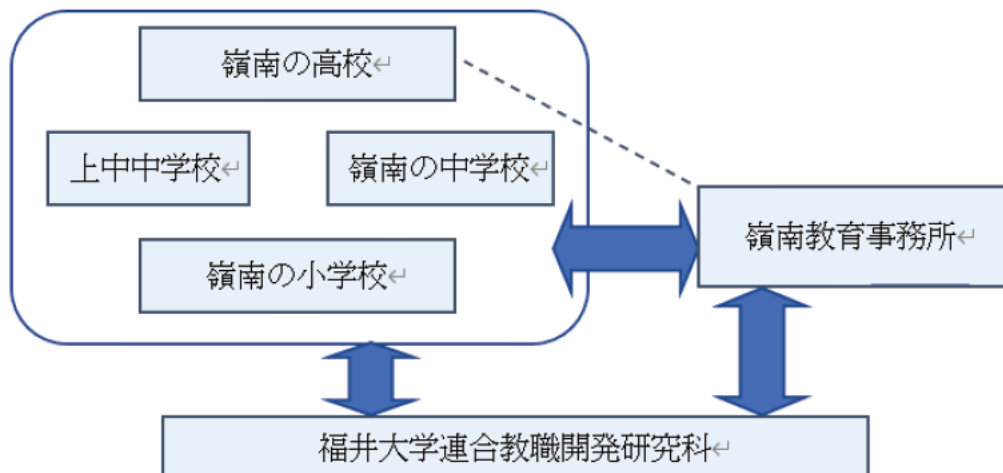 嶺南の高校↵
上中中学校↵
嶺南の中学校↵
嶺南の小学校↵
嶺南教育事務所↵
福井大学連合教職開発研究科↵